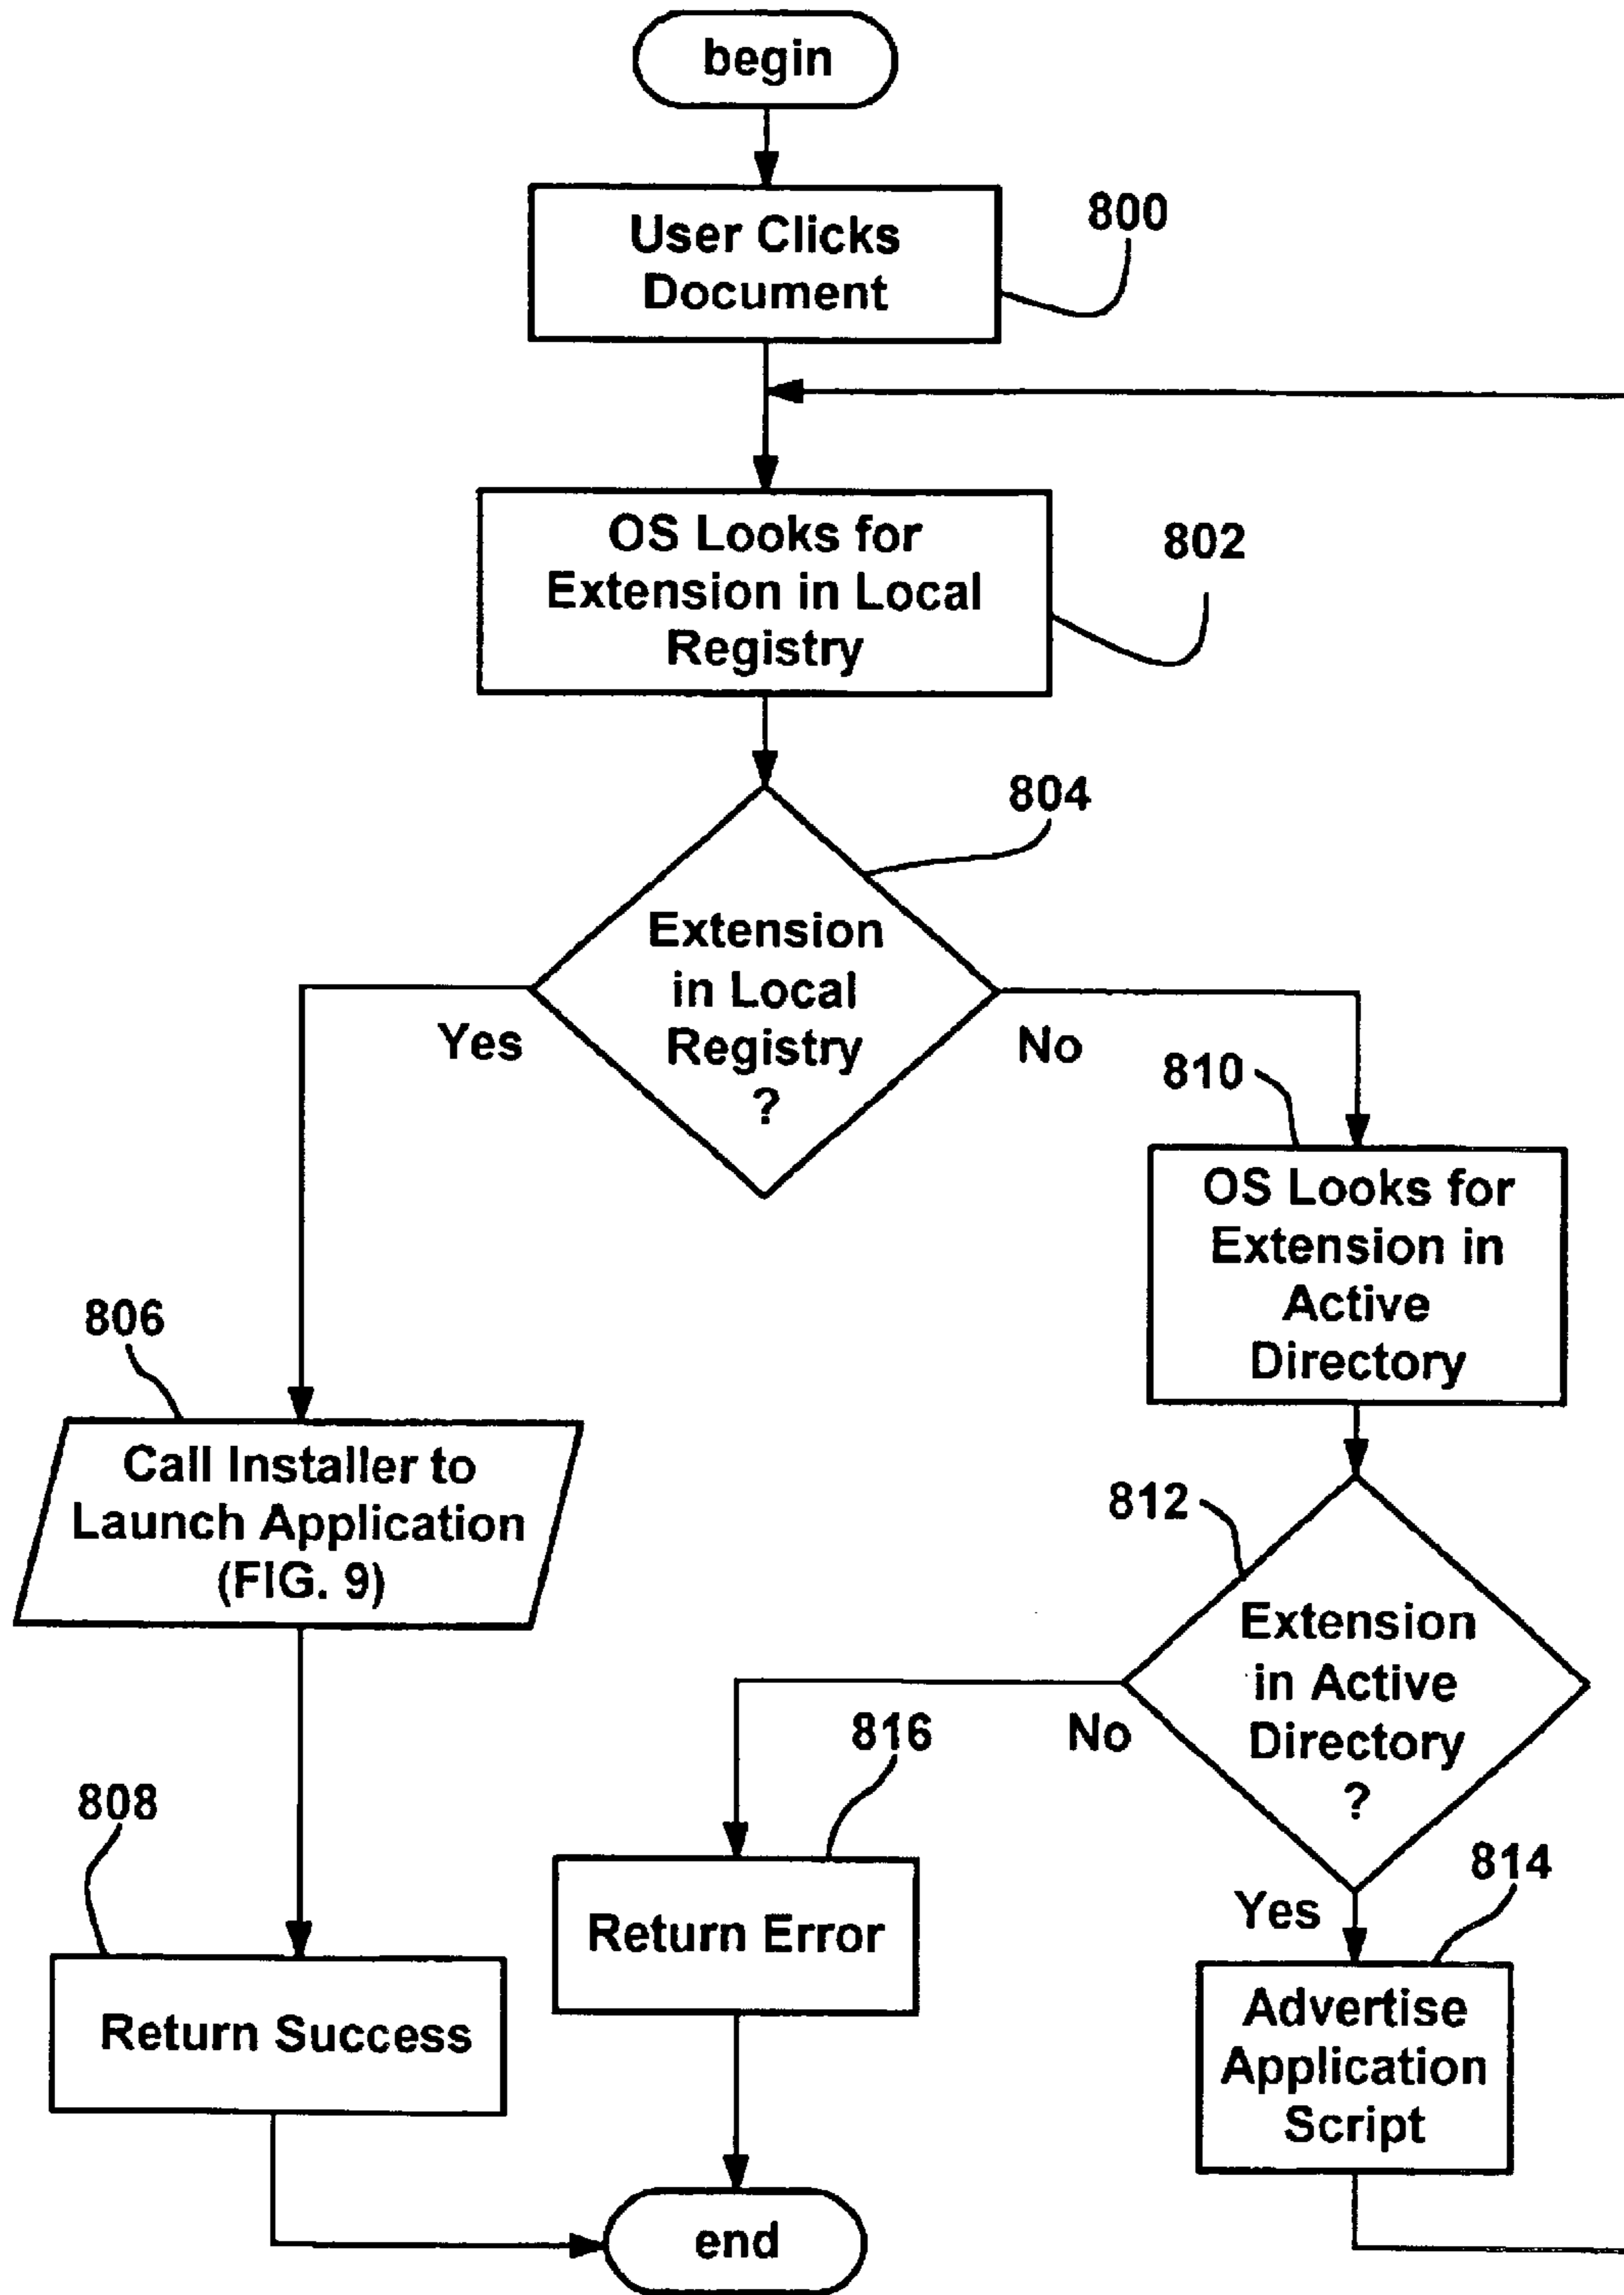 begin
User Clicks
Document
800
OS Looks for
Extension in Local
Registry
802
804
Extension
in Local
Registry
?
Yes
No
810
OS Looks for
Extension in
Active
Directory
806
Call Installer to
Launch Application
(FIG. 9)
812
Extension
in Active
Directory
?
No
816
808
Return Error
Yes
814
Return Success
Advertise
Application
Script
end